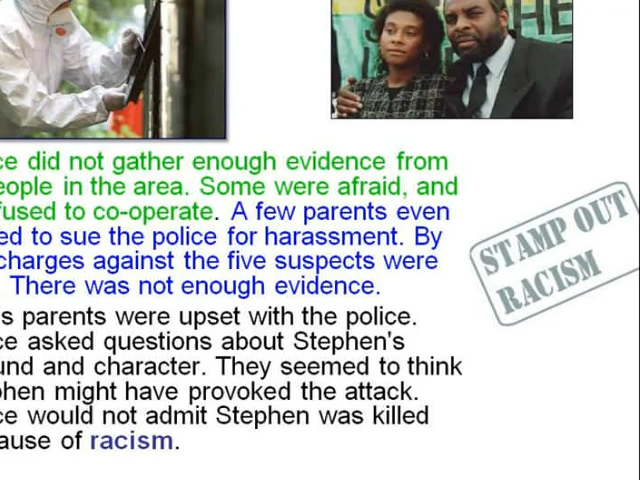 ce did not gather enough evidence from
eople in the area. Some were afraid, and
fused to co-operate. A few parents even
ed to sue the police for harassment. By
charges against the five suspects were
There was not enough evidence.
s parents were upset with the police.
ce asked questions about Stephen's
und and character. They seemed to think
phen might have provoked the attack.
ce would not admit Stephen was killed
ause of racism.
STAMP OUT
RACISM